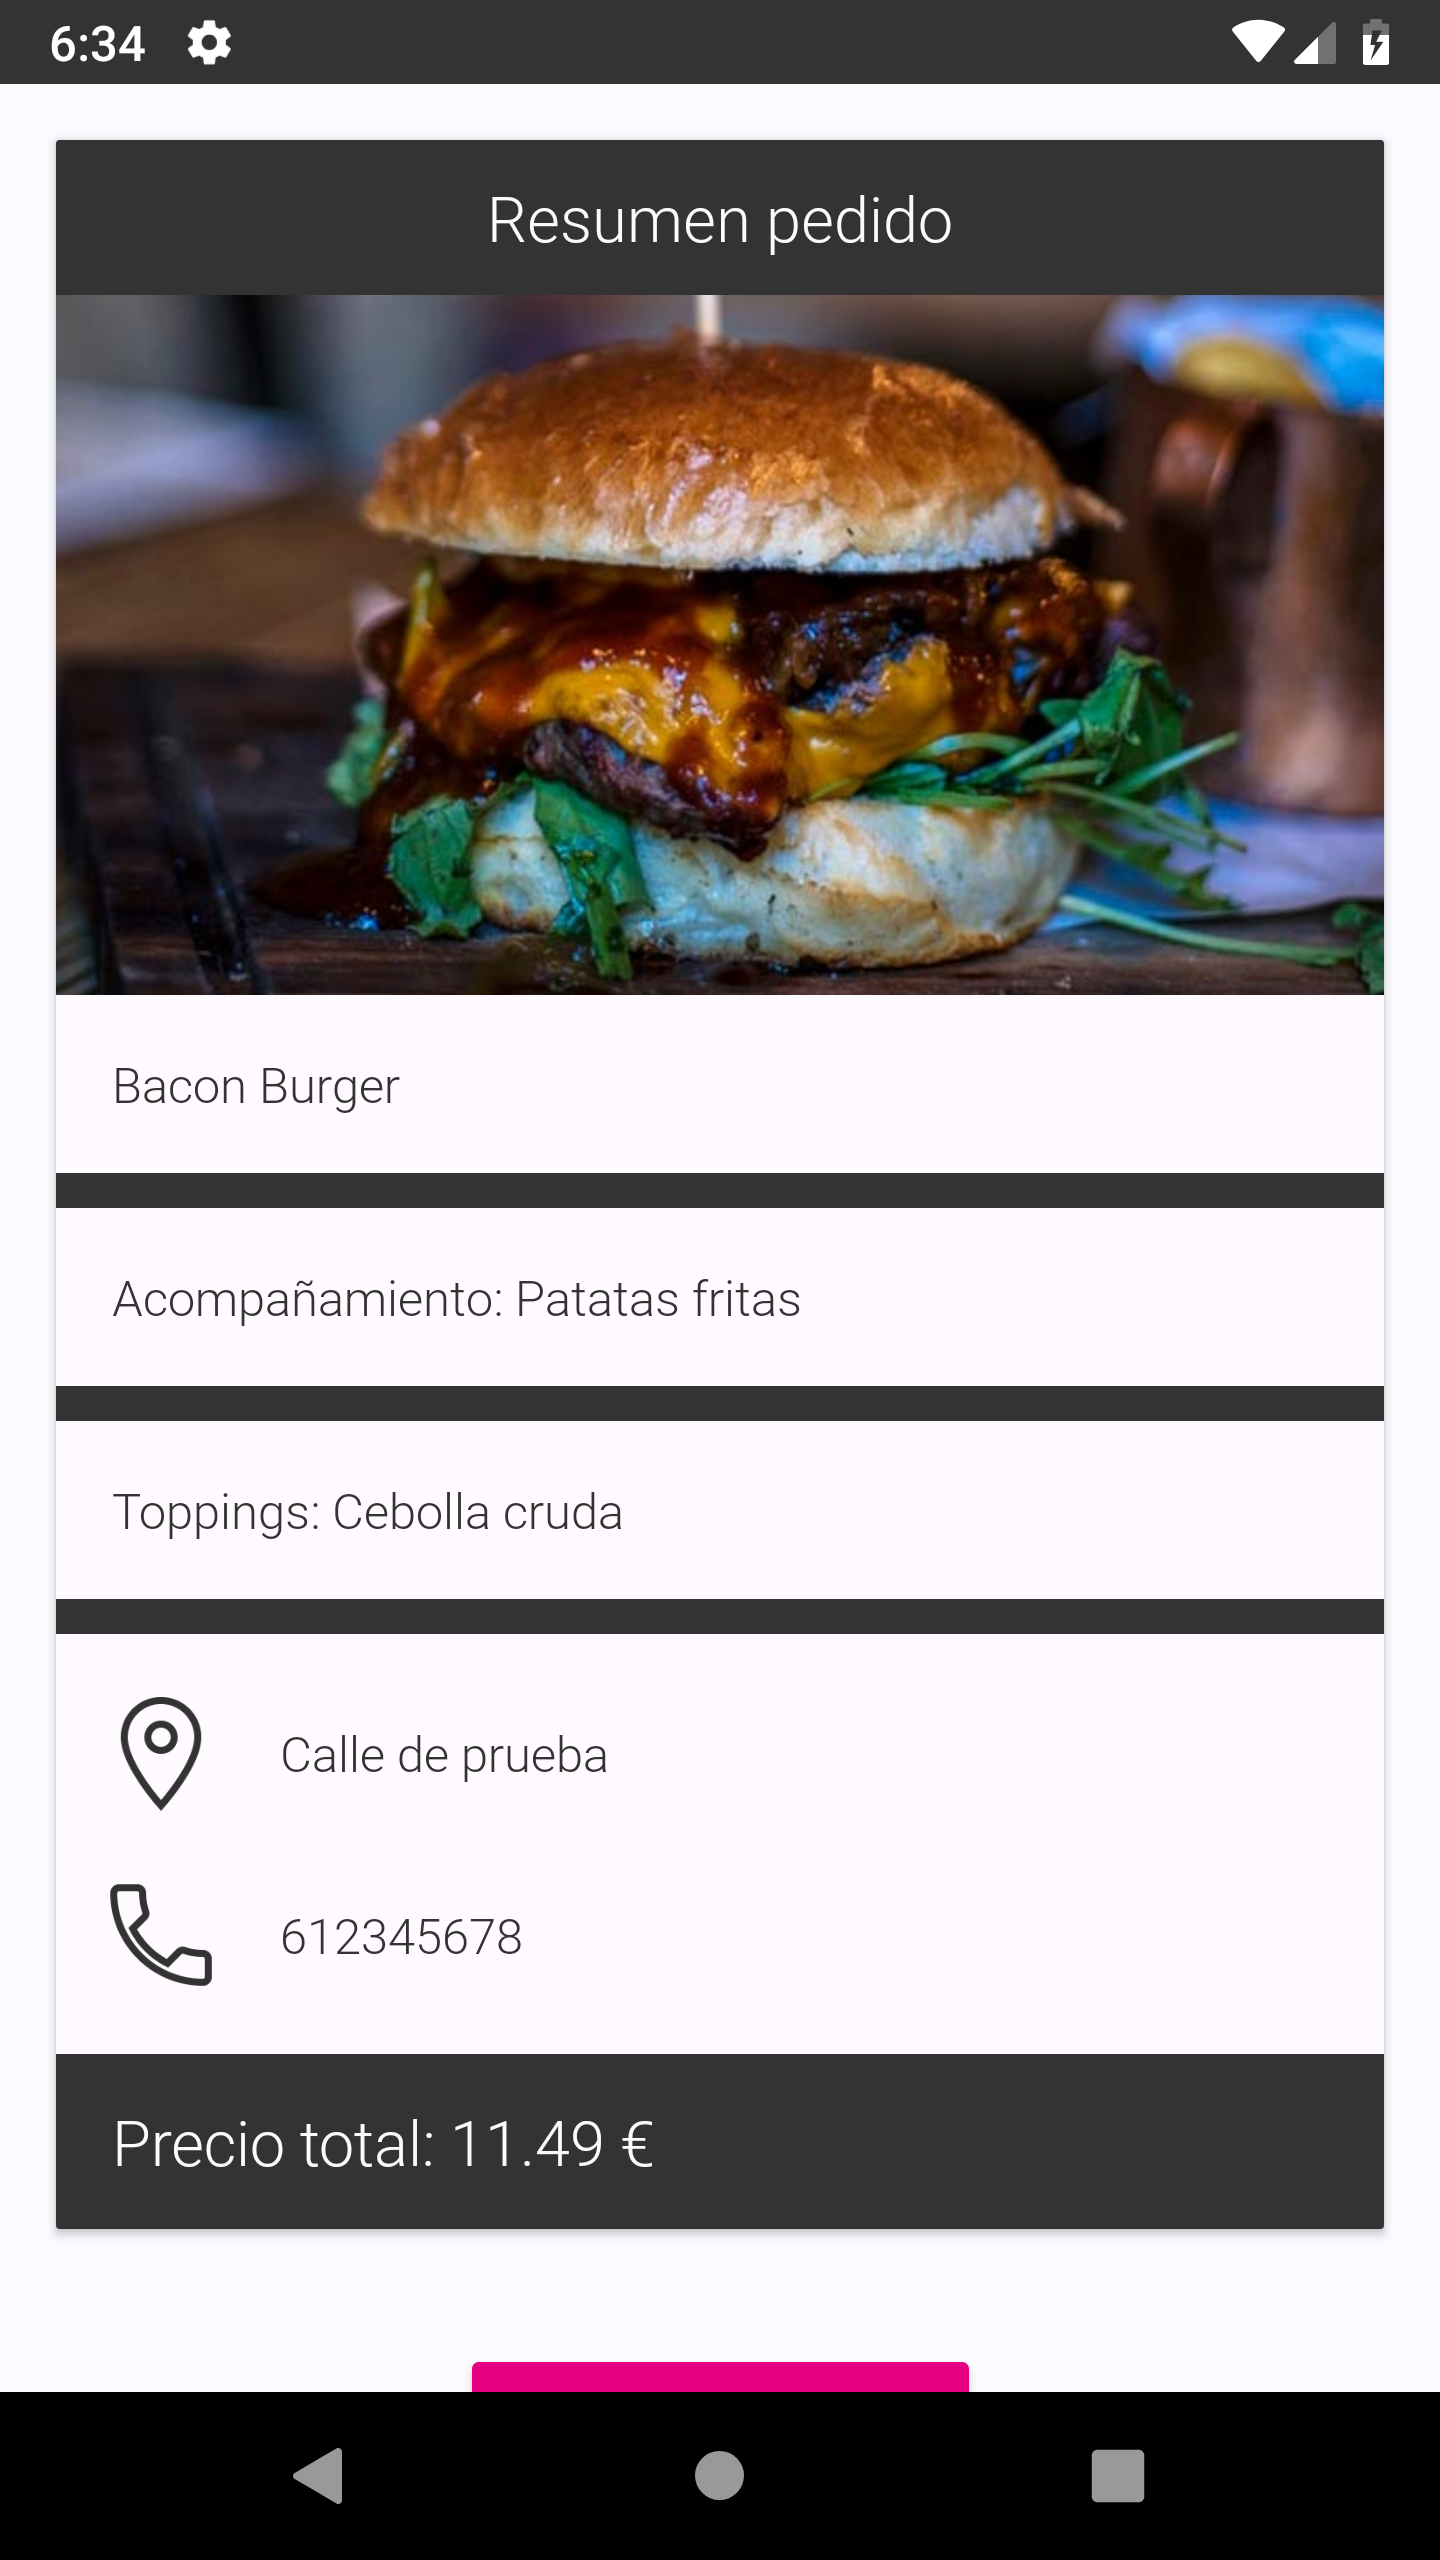 6:34
Resumen pedido
Bacon Burger
Acompañamiento: Patatas fritas
Toppings: Cebolla cruda
Calle de prueba
612345678
Precio total: 11.49 €